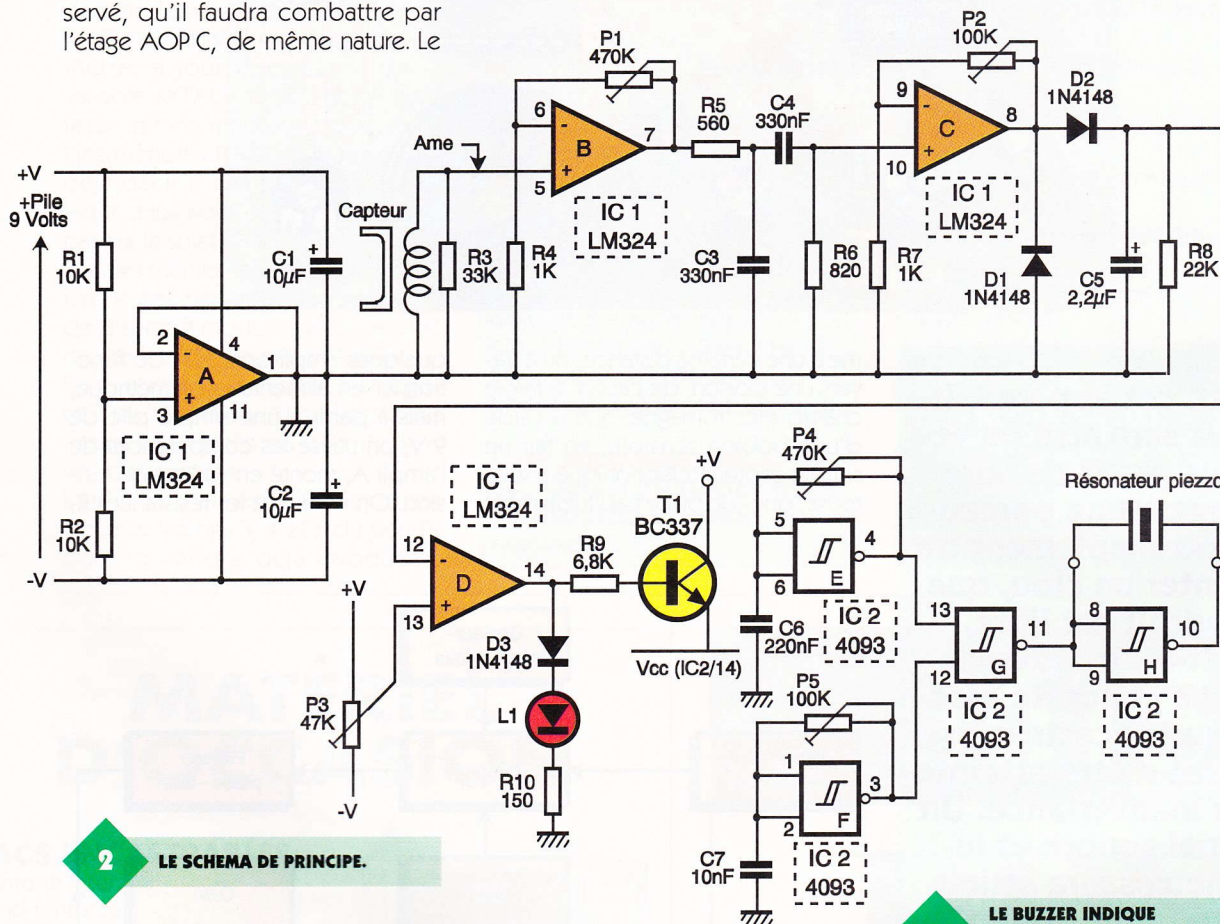 servé, qu'il faudra combattre par
l'étage AOP C, de même nature. Le
P1
470K
P2
100K
+V
+Pile
9 Volts
R1
10K
C1
10µF
+
Capteur
Ame
R3
33K
R4
1K
6
-
B
7
+
5
IC 1
LM324
R5
560
C4
330nF
C3
330nF
R6
820
9
-
C
8
+
10
IC 1
LM324
R7
1K
D2
1N4148
D1
1N4148
+
C5
2,2µF
R8
22K
2
-
4
A
1
+
3
11
IC 1
LM324
R2
10K
C2
10µF
+
-V
12
-
D
14
+
13
IC 1
LM324
R9
6,8K
T1
BC337
+V
Vcc (IC2/14)
+V
P3
47K
-V
D3
1N4148
L1
R10
150
P4
470K
5
4
E
6
C6
220nF
IC 2
4093
P5
100K
1
3
F
2
C7
10nF
IC 2
4093
13
11
G
12
IC 2
4093
Résonateur piezzo
8
10
H
9
IC 2
4093
2
LE SCHEMA DE PRINCIPE.
LE BUZZER INDIQUE